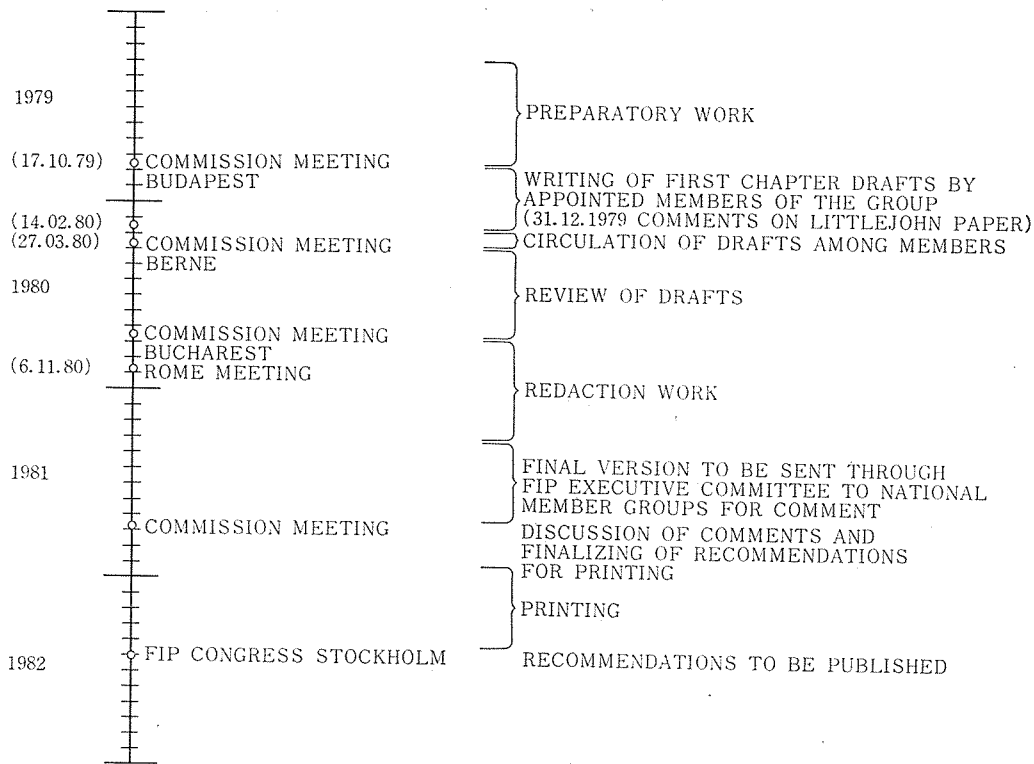 1979
PREPARATORY WORK
(17.10.79)
COMMISSION MEETING
BUDAPEST
WRITING OF FIRST CHAPTER DRAFTS BY
APPOINTED MEMBERS OF THE GROUP
(31.12.1979 COMMENTS ON LITTLEJOHN PAPER)
(14.02.80)
(27.03.80)
COMMISSION MEETING
BERNE
CIRCULATION OF DRAFTS AMONG MEMBERS
1980
REVIEW OF DRAFTS
COMMISSION MEETING
BUCHAREST
(6.11.80)
ROME MEETING
REDACTION WORK
1981
FINAL VERSION TO BE SENT THROUGH
FIP EXECUTIVE COMMITTEE TO NATIONAL
MEMBER GROUPS FOR COMMENT
COMMISSION MEETING
DISCUSSION OF COMMENTS AND
FINALIZING OF RECOMMENDATIONS
FOR PRINTING
PRINTING
1982
FIP CONGRESS STOCKHOLM
RECOMMENDATIONS TO BE PUBLISHED